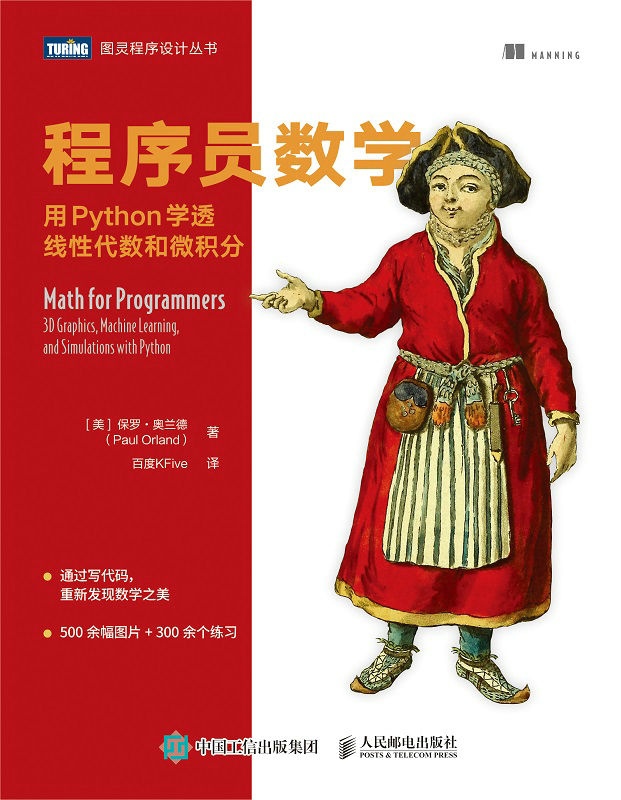 TURING 图灵程序设计丛书
MANNING
程序员数学
用Python学透
线性代数和微积分
Math for Programmers
3D Graphics, Machine Learning,
and Simulations with Python
[美] 保罗·奥兰德
(Paul Orland) 著
百度KFive 译
通过写代码，
重新发现数学之美
500 余幅图片 + 300 余个练习
中国工信出版集团
人民邮电出版社
POSTS & TELECOM PRESS